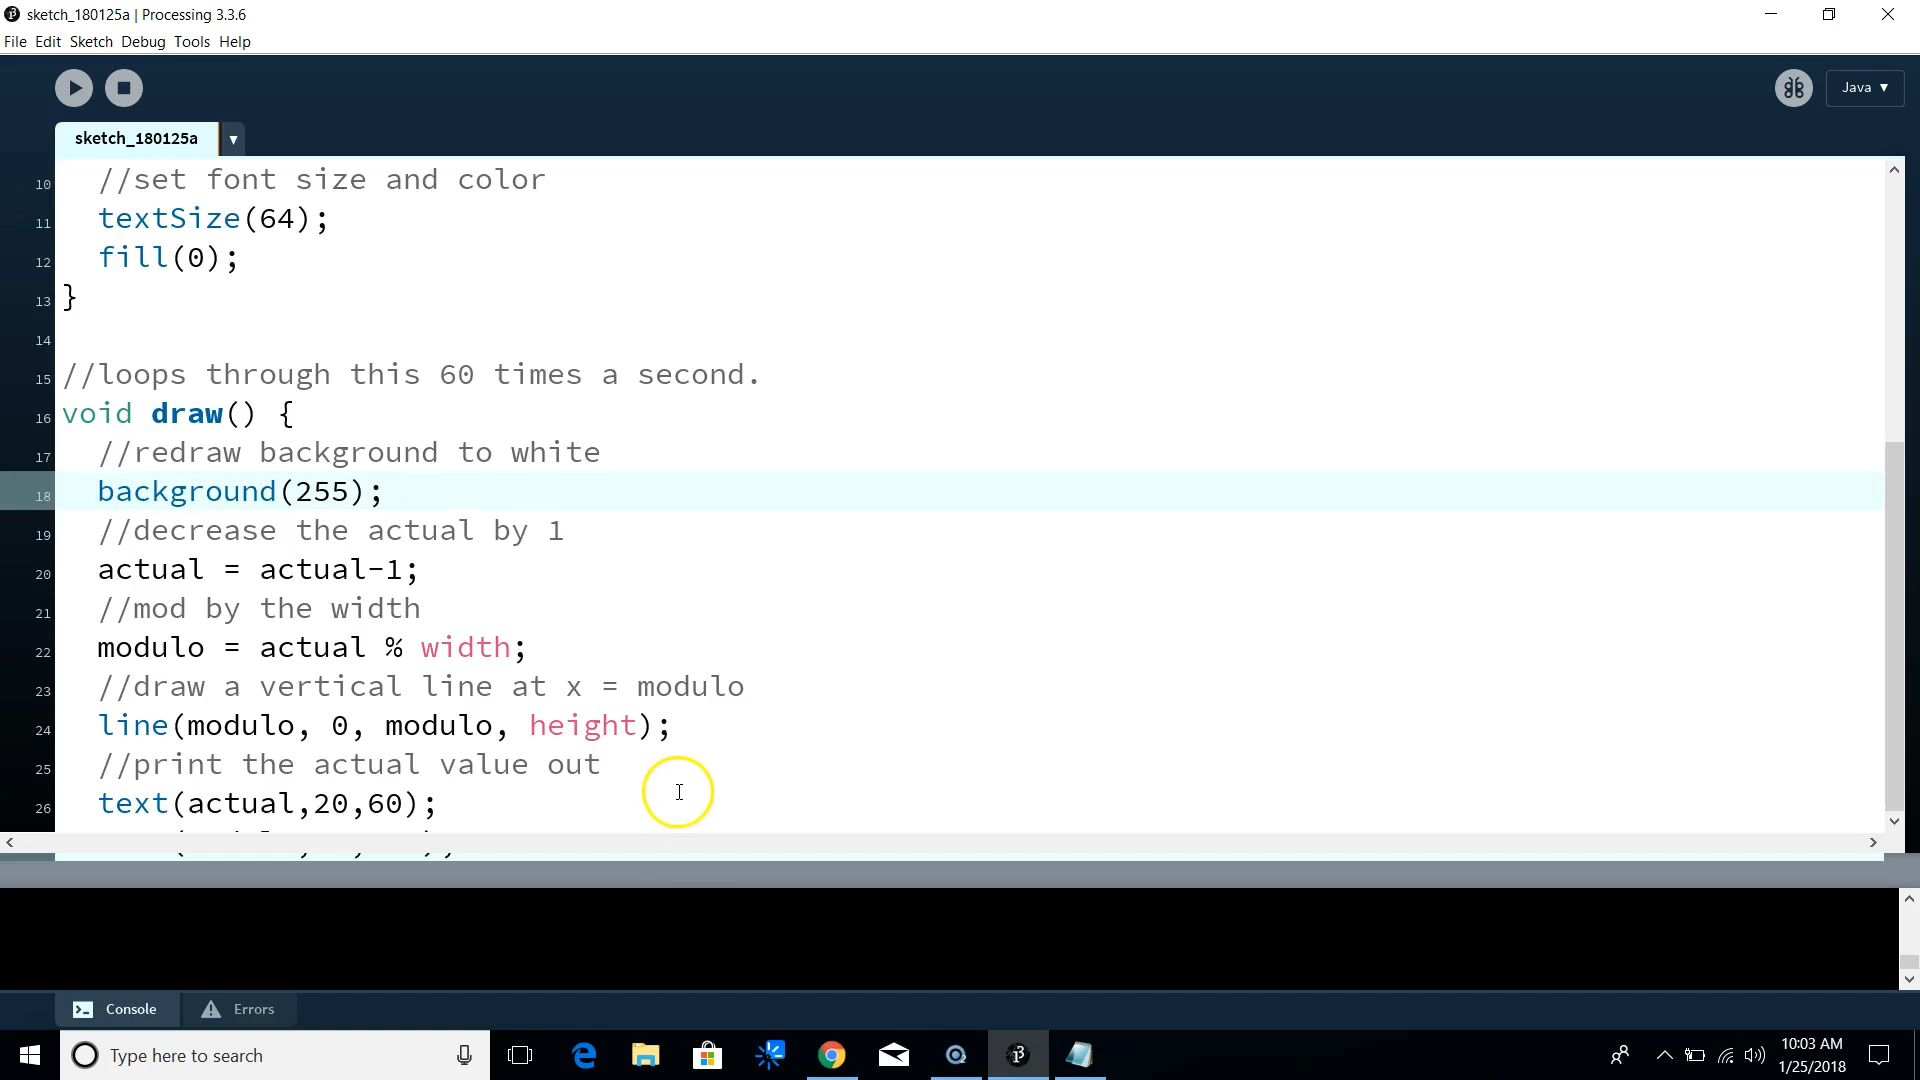 sketch_180125a | Processing 3.3.6
File Edit Sketch Debug Tools Help
Java ▼
sketch_180125a ▼
10 //set font size and color
11 textSize(64);
12 fill(0);
13 }
14
15 //loops through this 60 times a second.
16 void draw() {
17 //redraw background to white
18 background(255);
19 //decrease the actual by 1
20 actual = actual-1;
21 //mod by the width
22 modulo = actual % width;
23 //draw a vertical line at x = modulo
24 line(modulo, 0, modulo, height);
25 //print the actual value out
26 text(actual,20,60);
Console Errors
Type here to search
10:03 AM
1/25/2018